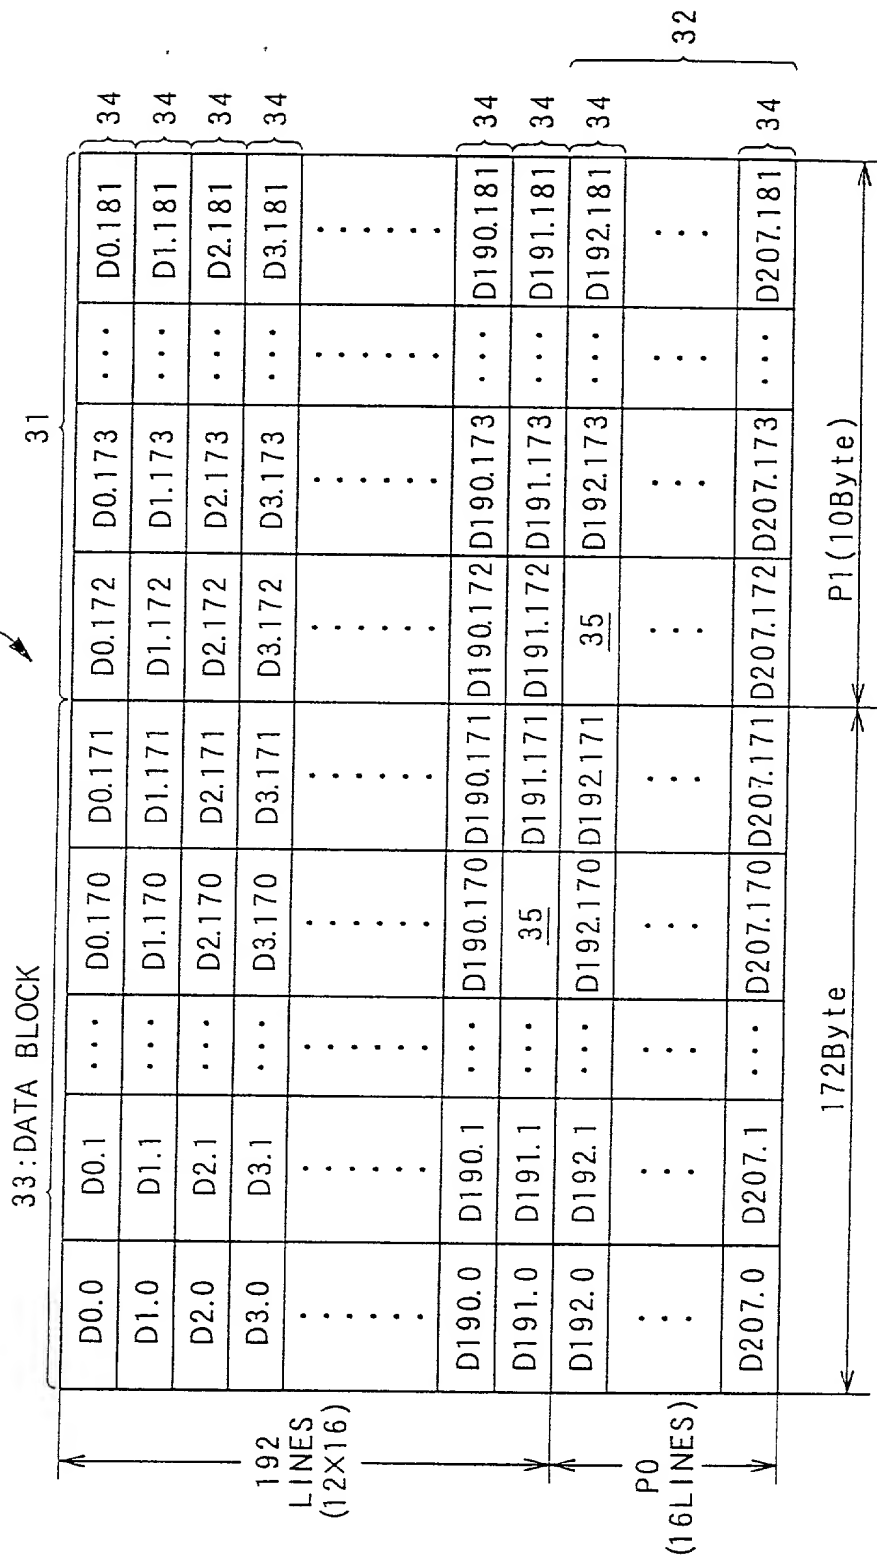 33:DATA BLOCK 31
D0.0 D0.1 ··· D0.170 D0.171 D0.172 D0.173 ··· D0.181 34
D1.0 D1.1 ··· D1.170 D1.171 D1.172 D1.173 ··· D1.181 34
D2.0 D2.1 ··· D2.170 D2.171 D2.172 D2.173 ··· D2.181 34
D3.0 D3.1 ··· D3.170 D3.171 D3.172 D3.173 ··· D3.181 34
······ ······ ······ ······ ······ ······ ······ ······ ······
D190.0 D190.1 ··· D190.170 D190.171 D190.172 D190.173 ··· D190.181 34
D191.0 D191.1 ··· 35 D191.171 D191.172 D191.173 ··· D191.181 34
D192.0 D192.1 ··· D192.170 D192.171 35 D192.173 ··· D192.181 34
··· ··· ··· ··· ··· ··· ··· ··· ···
D207.0 D207.1 ··· D207.170 D207.171 D207.172 D207.173 ··· D207.181 34
32
192
LINES
(12X16)
PO
(16LINES)
172Byte
P1(10Byte)